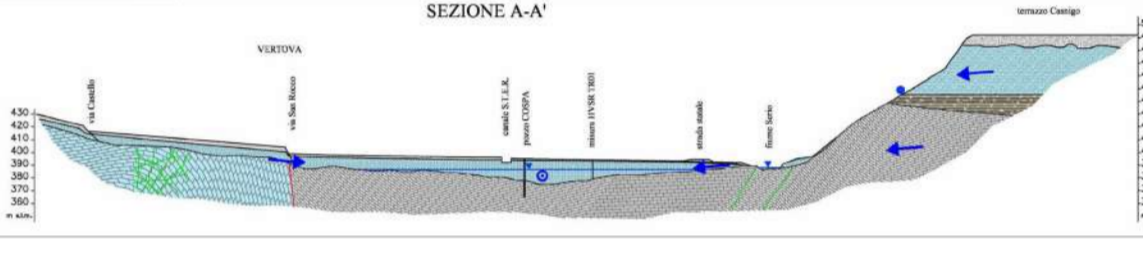 SEZIONE A-A'
terrazzo Casnigo
VERTOVA
via Castello
via San Rocco
canale S.T.E.R.
pozzo COSPA
misura HVSR TR01
strada statale
fiume Serio
430
420
410
400
390
380
370
360
m s.l.m.